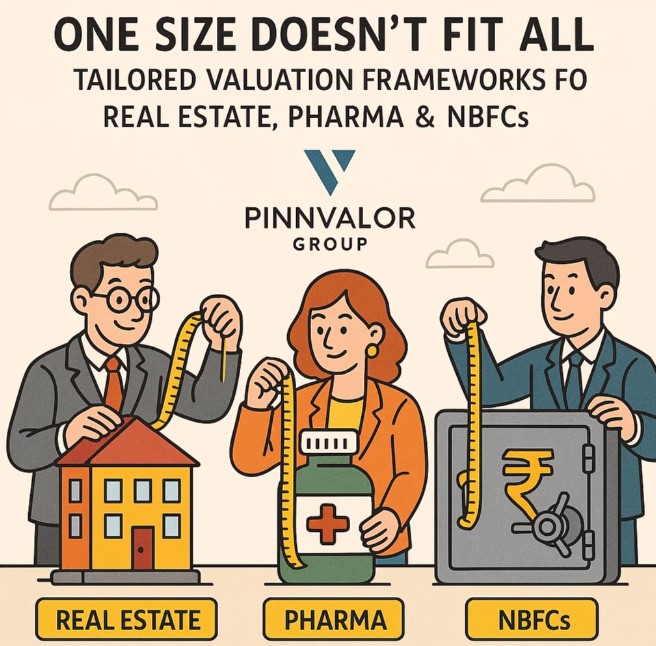 ONE SIZE DOESN'T FIT ALL
TAILORED VALUATION FRAMEWORKS FO
REAL ESTATE, PHARMA & NBFCs
PINNVALOR
GROUP
₹
REAL ESTATE
PHARMA
NBFCs